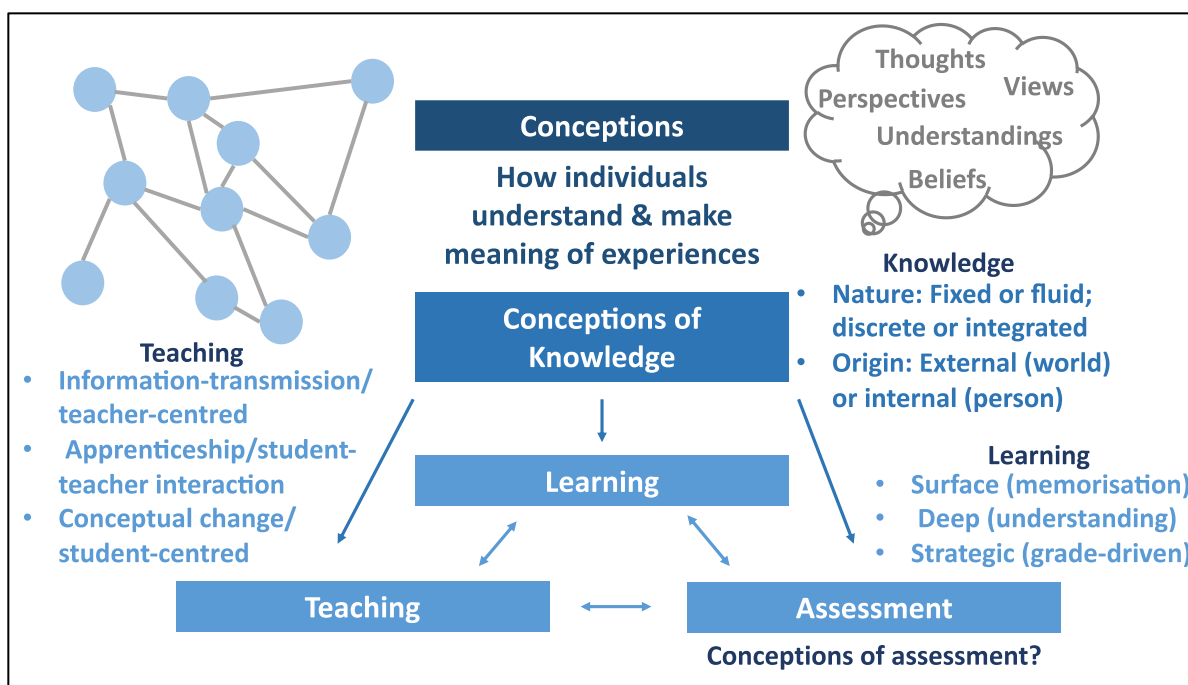 Thoughts
Views
Perspectives
Understandings
Beliefs
Conceptions
How individuals
understand & make
meaning of experiences
Conceptions of
Knowledge
Knowledge
• Nature: Fixed or fluid;
discrete or integrated
• Origin: External (world)
or internal (person)
Teaching
• Information-transmission/
teacher-centred
• Apprenticeship/student-
teacher interaction
• Conceptual change/
student-centred
Learning
Learning
• Surface (memorisation)
• Deep (understanding)
• Strategic (grade-driven)
Teaching
Assessment
Conceptions of assessment?